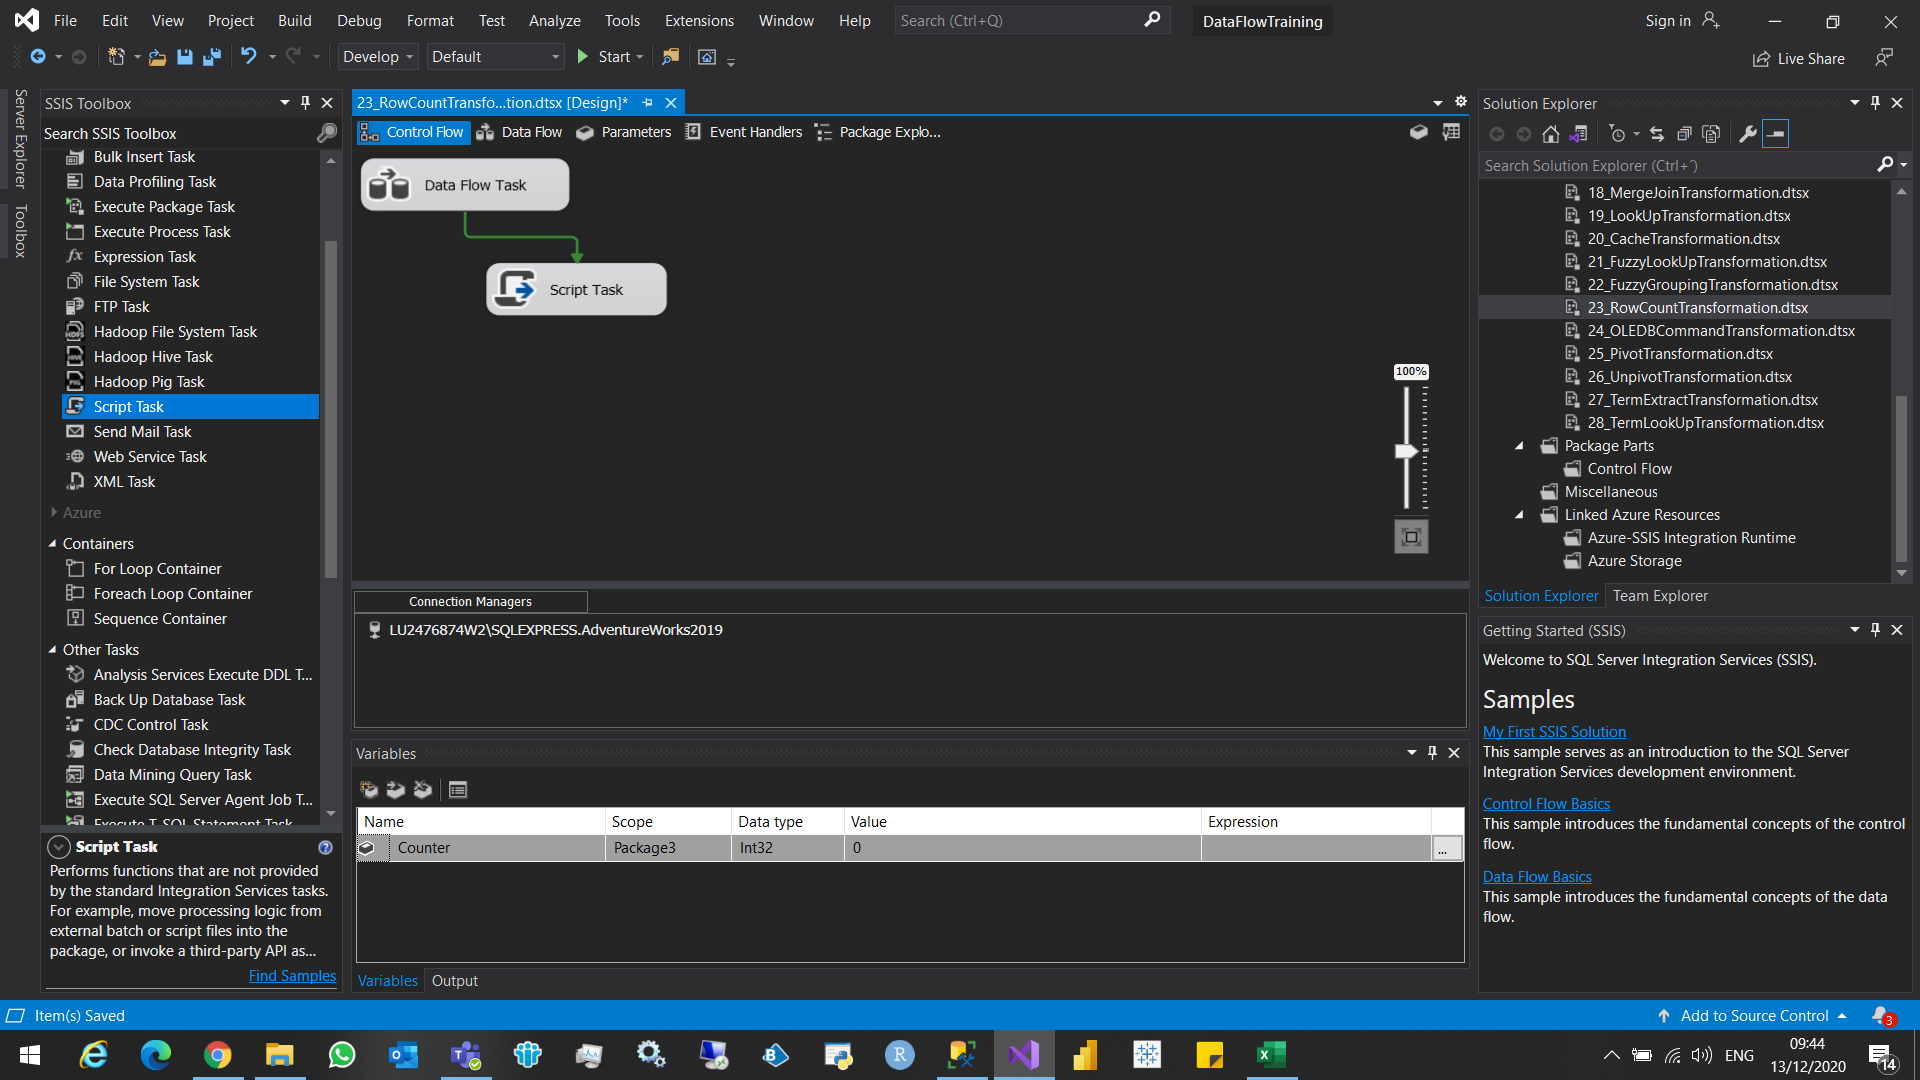 File Edit View Project Build Debug Format Test Analyze Tools Extensions Window Help Search (Ctrl+Q) DataFlowTraining Sign in
Develop Default Start Live Share
Server Explorer
Toolbox
SSIS Toolbox
Search SSIS Toolbox
Bulk Insert Task
Data Profiling Task
Execute Package Task
Execute Process Task
Expression Task
File System Task
FTP Task
Hadoop File System Task
Hadoop Hive Task
Hadoop Pig Task
Script Task
Send Mail Task
Web Service Task
XML Task
Azure
Containers
For Loop Container
Foreach Loop Container
Sequence Container
Other Tasks
Analysis Services Execute DDL T...
Back Up Database Task
CDC Control Task
Check Database Integrity Task
Data Mining Query Task
Execute SQL Server Agent Job T...
Execute T-SQL Statement Task
Script Task
Performs functions that are not provided
by the standard Integration Services tasks.
For example, move processing logic from
external batch or script files into the
package, or invoke a third-party API as...
Find Samples
23_RowCountTransfo...tion.dtsx [Design]*
Control Flow Data Flow Parameters Event Handlers Package Explo...
Data Flow Task
Script Task
100%
Connection Managers
LU2476874W2\SQLEXPRESS.AdventureWorks2019
Variables
Name Scope Data type Value Expression
Counter Package3 Int32 0 ...
Variables Output
Solution Explorer
Search Solution Explorer (Ctrl+´)
18_MergeJoinTransformation.dtsx
19_LookUpTransformation.dtsx
20_CacheTransformation.dtsx
21_FuzzyLookUpTransformation.dtsx
22_FuzzyGroupingTransformation.dtsx
23_RowCountTransformation.dtsx
24_OLEDBCommandTransformation.dtsx
25_PivotTransformation.dtsx
26_UnpivotTransformation.dtsx
27_TermExtractTransformation.dtsx
28_TermLookUpTransformation.dtsx
Package Parts
Control Flow
Miscellaneous
Linked Azure Resources
Azure-SSIS Integration Runtime
Azure Storage
Solution Explorer Team Explorer
Getting Started (SSIS)
Welcome to SQL Server Integration Services (SSIS).
Samples
My First SSIS Solution
This sample serves as an introduction to the SQL Server
Integration Services development environment.
Control Flow Basics
This sample introduces the fundamental concepts of the control
flow.
Data Flow Basics
This sample introduces the fundamental concepts of the data
flow.
Item(s) Saved Add to Source Control 3
ENG 09:44
13/12/2020 14